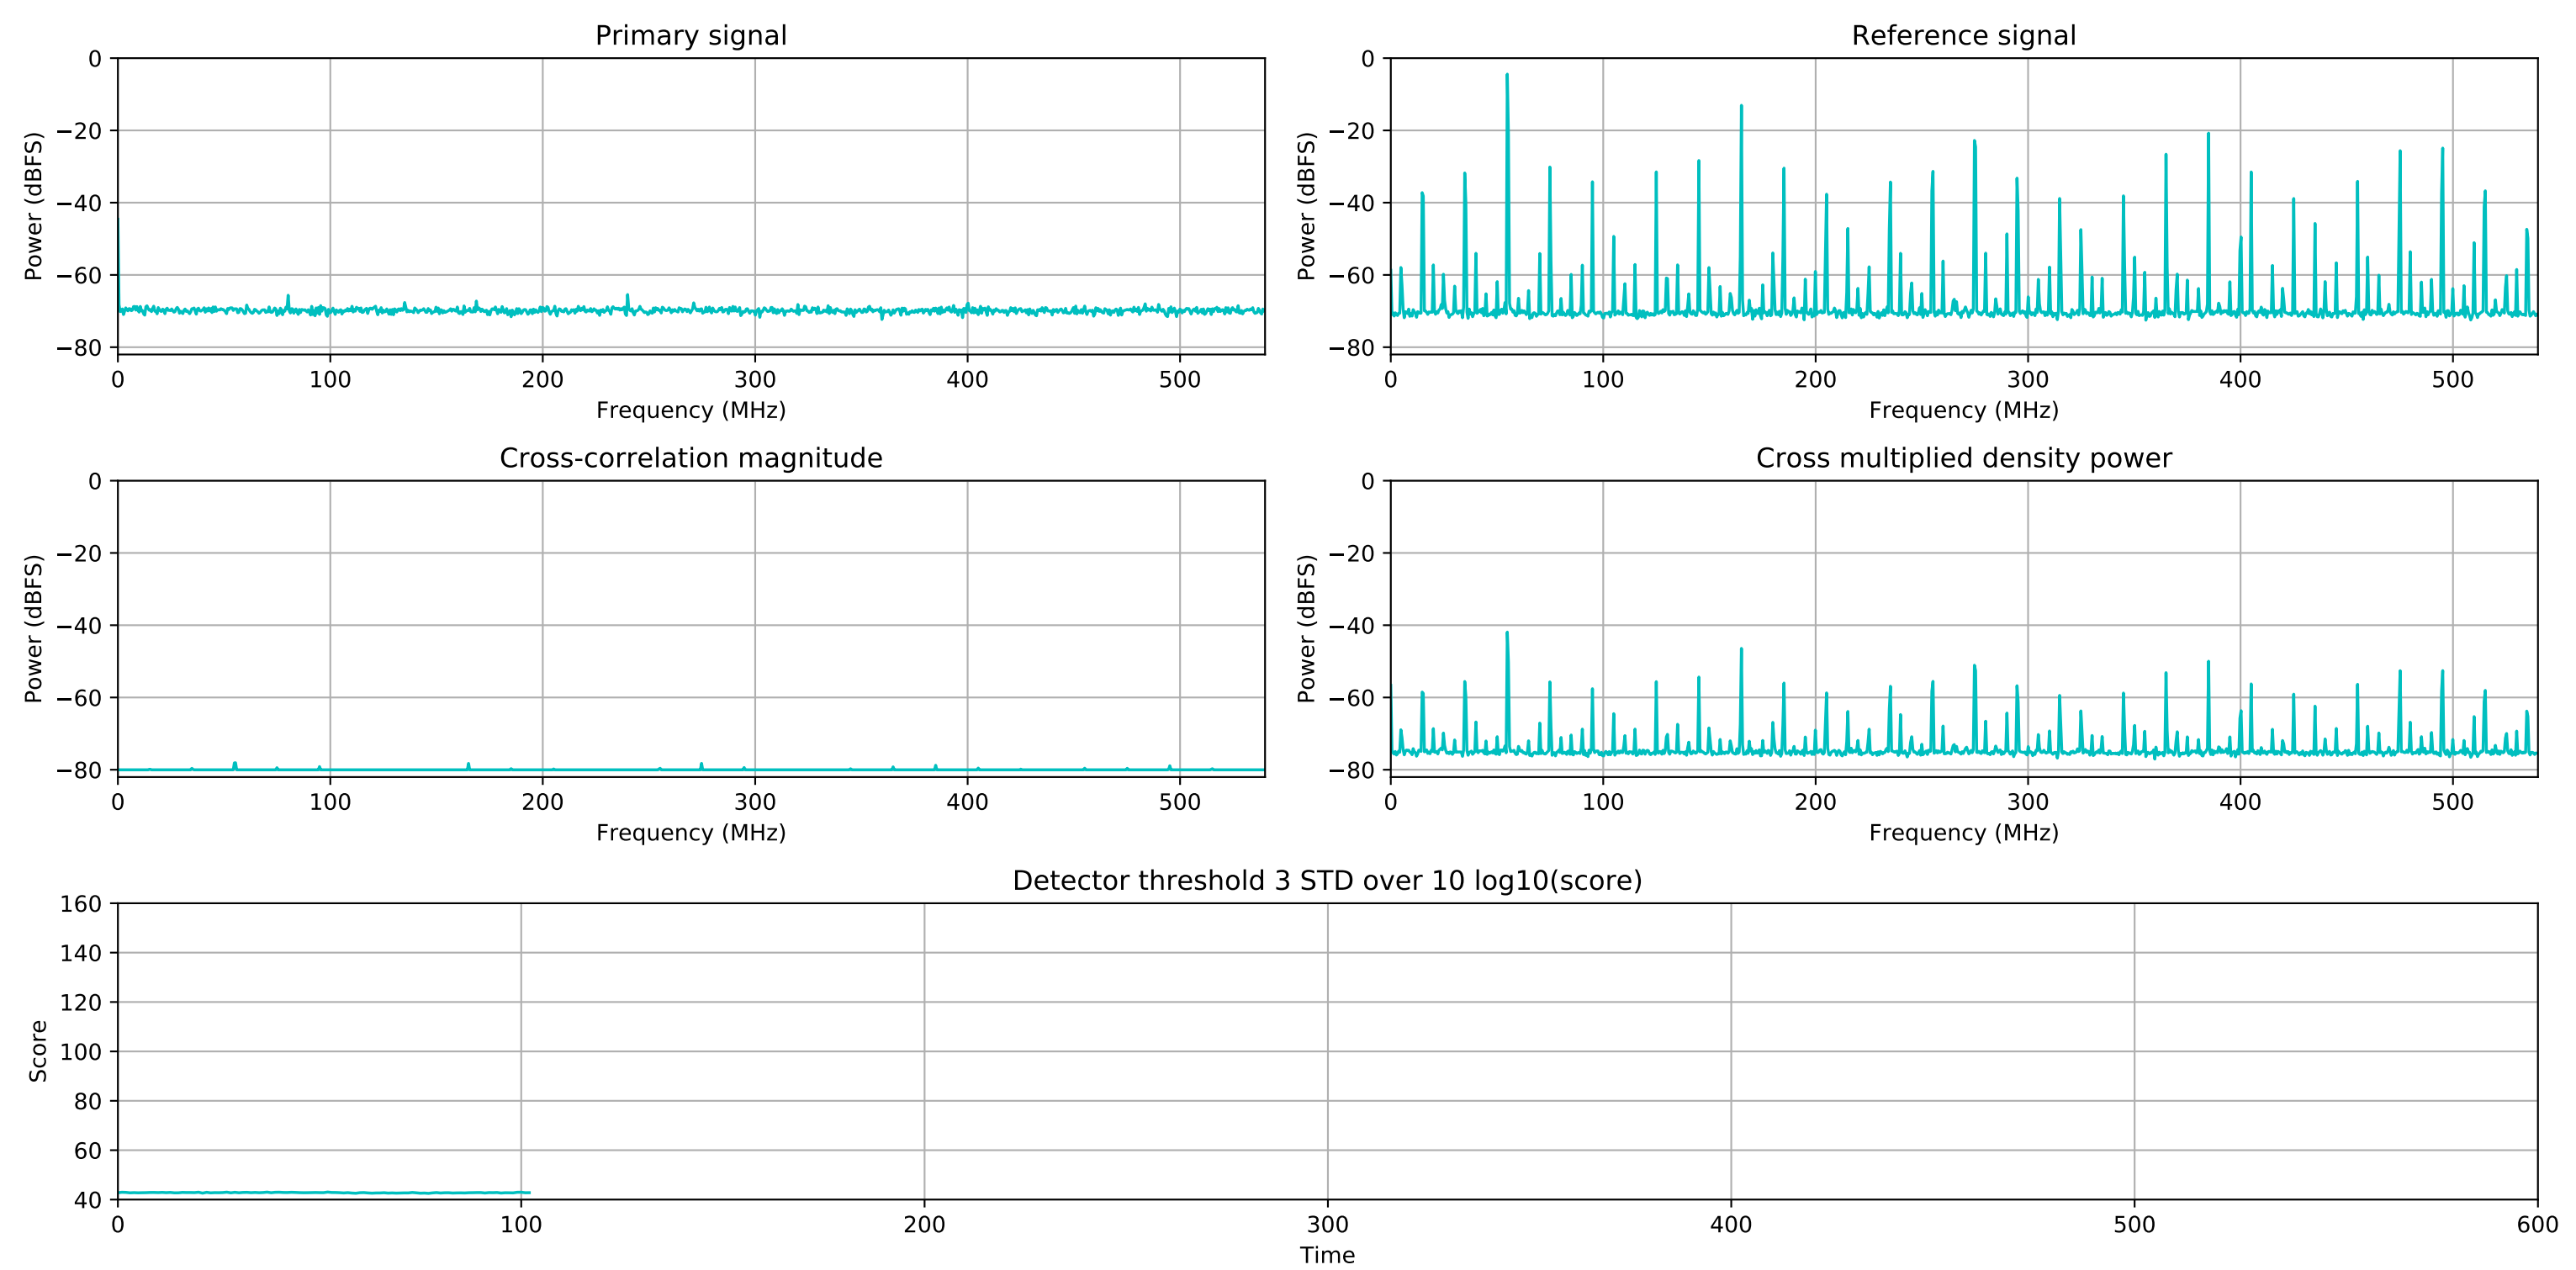 Primary signal
Reference signal
0
−20
−40
−60
−80
Power (dBFS)
0 100 200 300 400 500
Frequency (MHz)
0
−20
−40
−60
−80
Power (dBFS)
0 100 200 300 400 500
Frequency (MHz)
Cross-correlation magnitude
Cross multiplied density power
0
−20
−40
−60
−80
Power (dBFS)
0 100 200 300 400 500
Frequency (MHz)
0
−20
−40
−60
−80
Power (dBFS)
0 100 200 300 400 500
Frequency (MHz)
Detector threshold 3 STD over 10 log10(score)
160
140
120
100
80
60
40
Score
0 100 200 300 400 500 600
Time